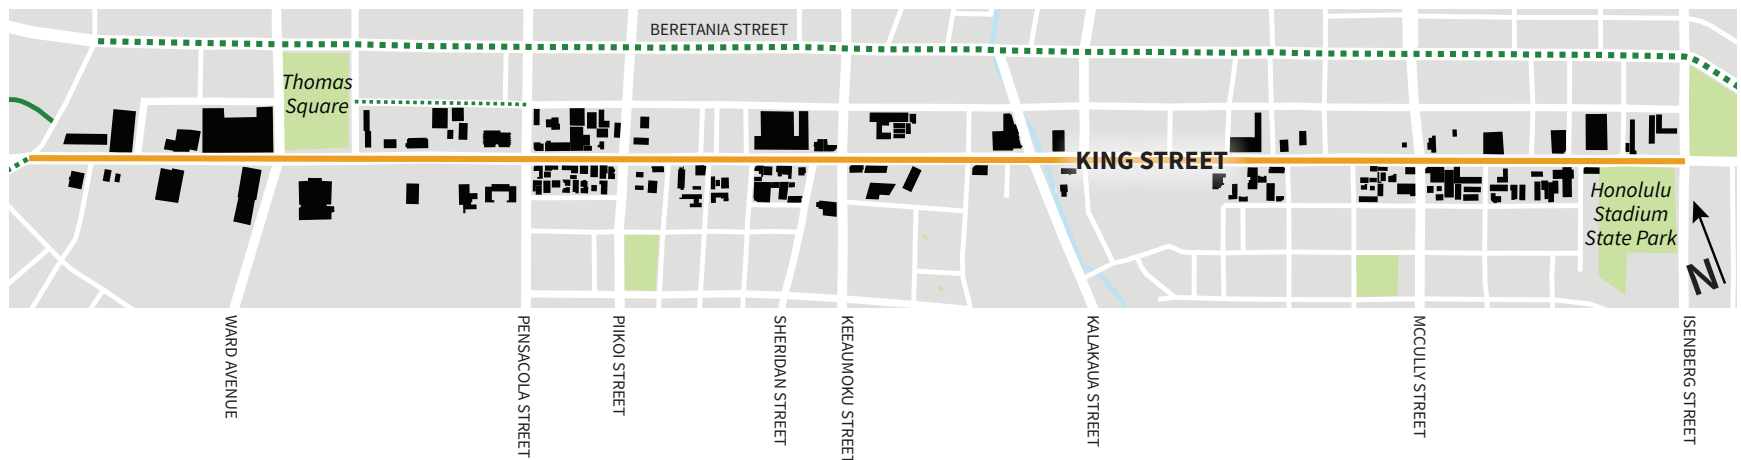 BERETANIA STREET
Thomas
Square
KING STREET
Honolulu
Stadium
State Park
N
WARD AVENUE
PENSACOLA STREET
PIIKOI STREET
SHERIDAN STREET
KEEAUMOKU STREET
KALAKAUA STREET
MCCULLY STREET
ISENBERG STREET